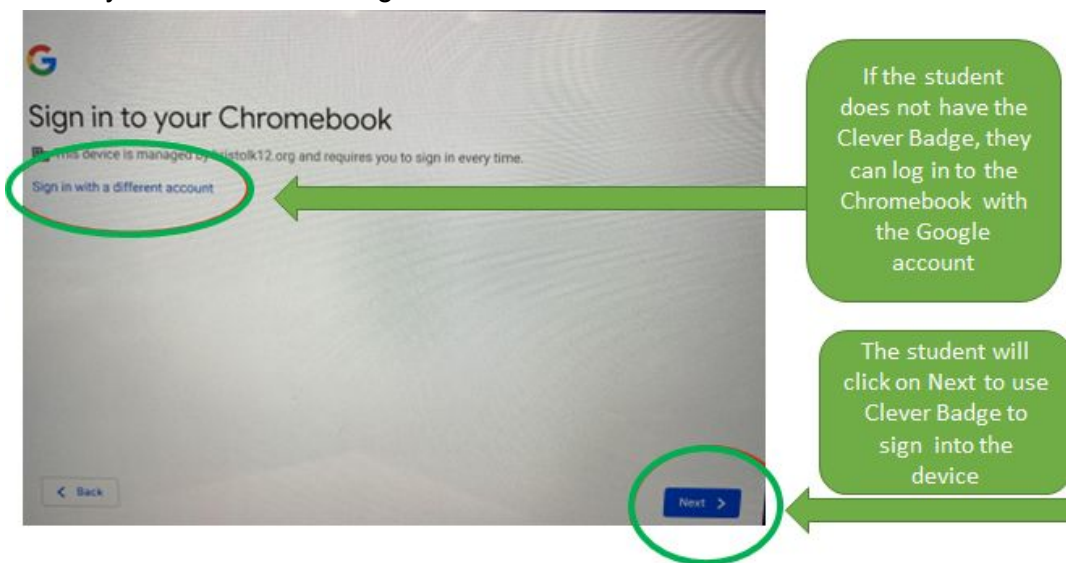 Sign in to your Chromebook
This device is managed by bristolk12.org and requires you to sign in every time.
Sign in with a different account
Back
Next
If the student
does not have the
Clever Badge, they
can log in to the
Chromebook with
the Google
account
The student will
click on Next to use
Clever Badge to
sign into the
device